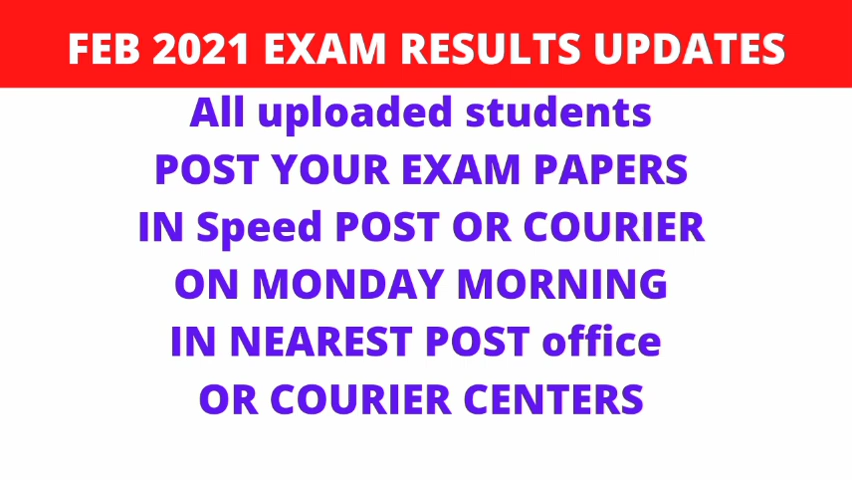 FEB 2021 EXAM RESULTS UPDATES
All uploaded students
POST YOUR EXAM PAPERS
IN Speed POST OR COURIER
ON MONDAY MORNING
IN NEAREST POST office
OR COURIER CENTERS